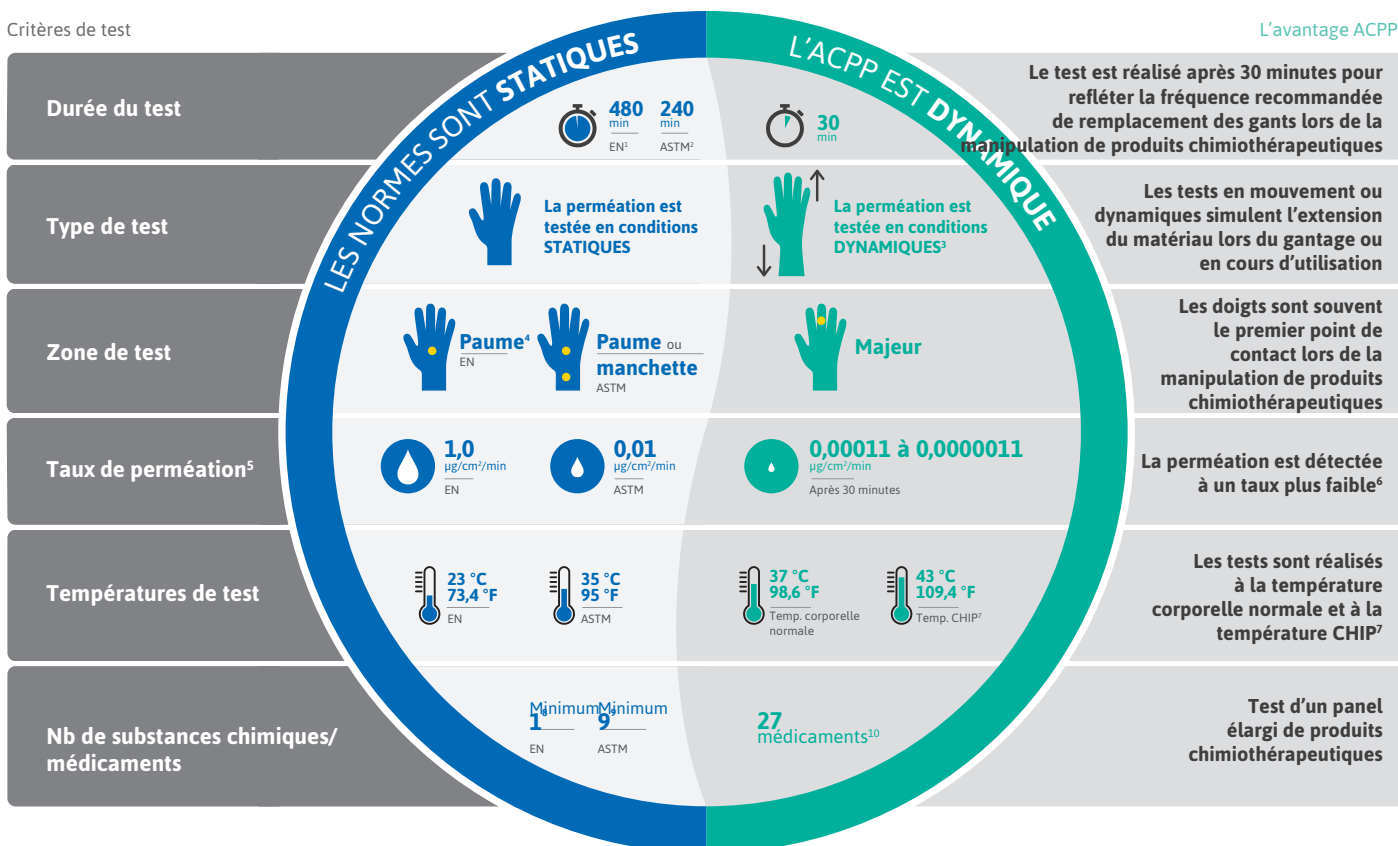 Critères de test
L'avantage ACPP
LES NORMES SONT STATIQUES
L'ACPP EST DYNAMIQUE
Durée du test
480
min
EN¹
240
min
ASTM²
30
min
Le test est réalisé après 30 minutes pour
refléter la fréquence recommandée
de remplacement des gants lors de la
manipulation de produits chimiothérapeutiques
Type de test
La perméation est
testée en conditions
STATIQUES
La perméation est
testée en conditions
DYNAMIQUES³
Les tests en mouvement ou
dynamiques simulent l’extension
du matériau lors du gantage ou
en cours d’utilisation
Zone de test
Paume⁴
EN
Paume ou
manchette
ASTM
Majeur
Les doigts sont souvent
le premier point de
contact lors de la
manipulation de produits
chimiothérapeutiques
Taux de perméation⁵
1,0
µg/cm²/min
EN
0,01
µg/cm²/min
ASTM
0,00011 à 0,0000011
µg/cm²/min
Après 30 minutes
La perméation est détectée
à un taux plus faible⁶
Températures de test
23 °C
73,4 °F
EN
35 °C
95 °F
ASTM
37 °C
98,6 °F
Temp. corporelle
normale
43 °C
109,4 °F
Temp. CHIP⁷
Les tests sont réalisés
à la température
corporelle normale et à la
température CHIP⁷
Nb de substances chimiques/
médicaments
Minimum
1⁸
EN
Minimum
9⁹
ASTM
27
médicaments¹⁰
Test d’un panel
élargi de produits
chimiothérapeutiques